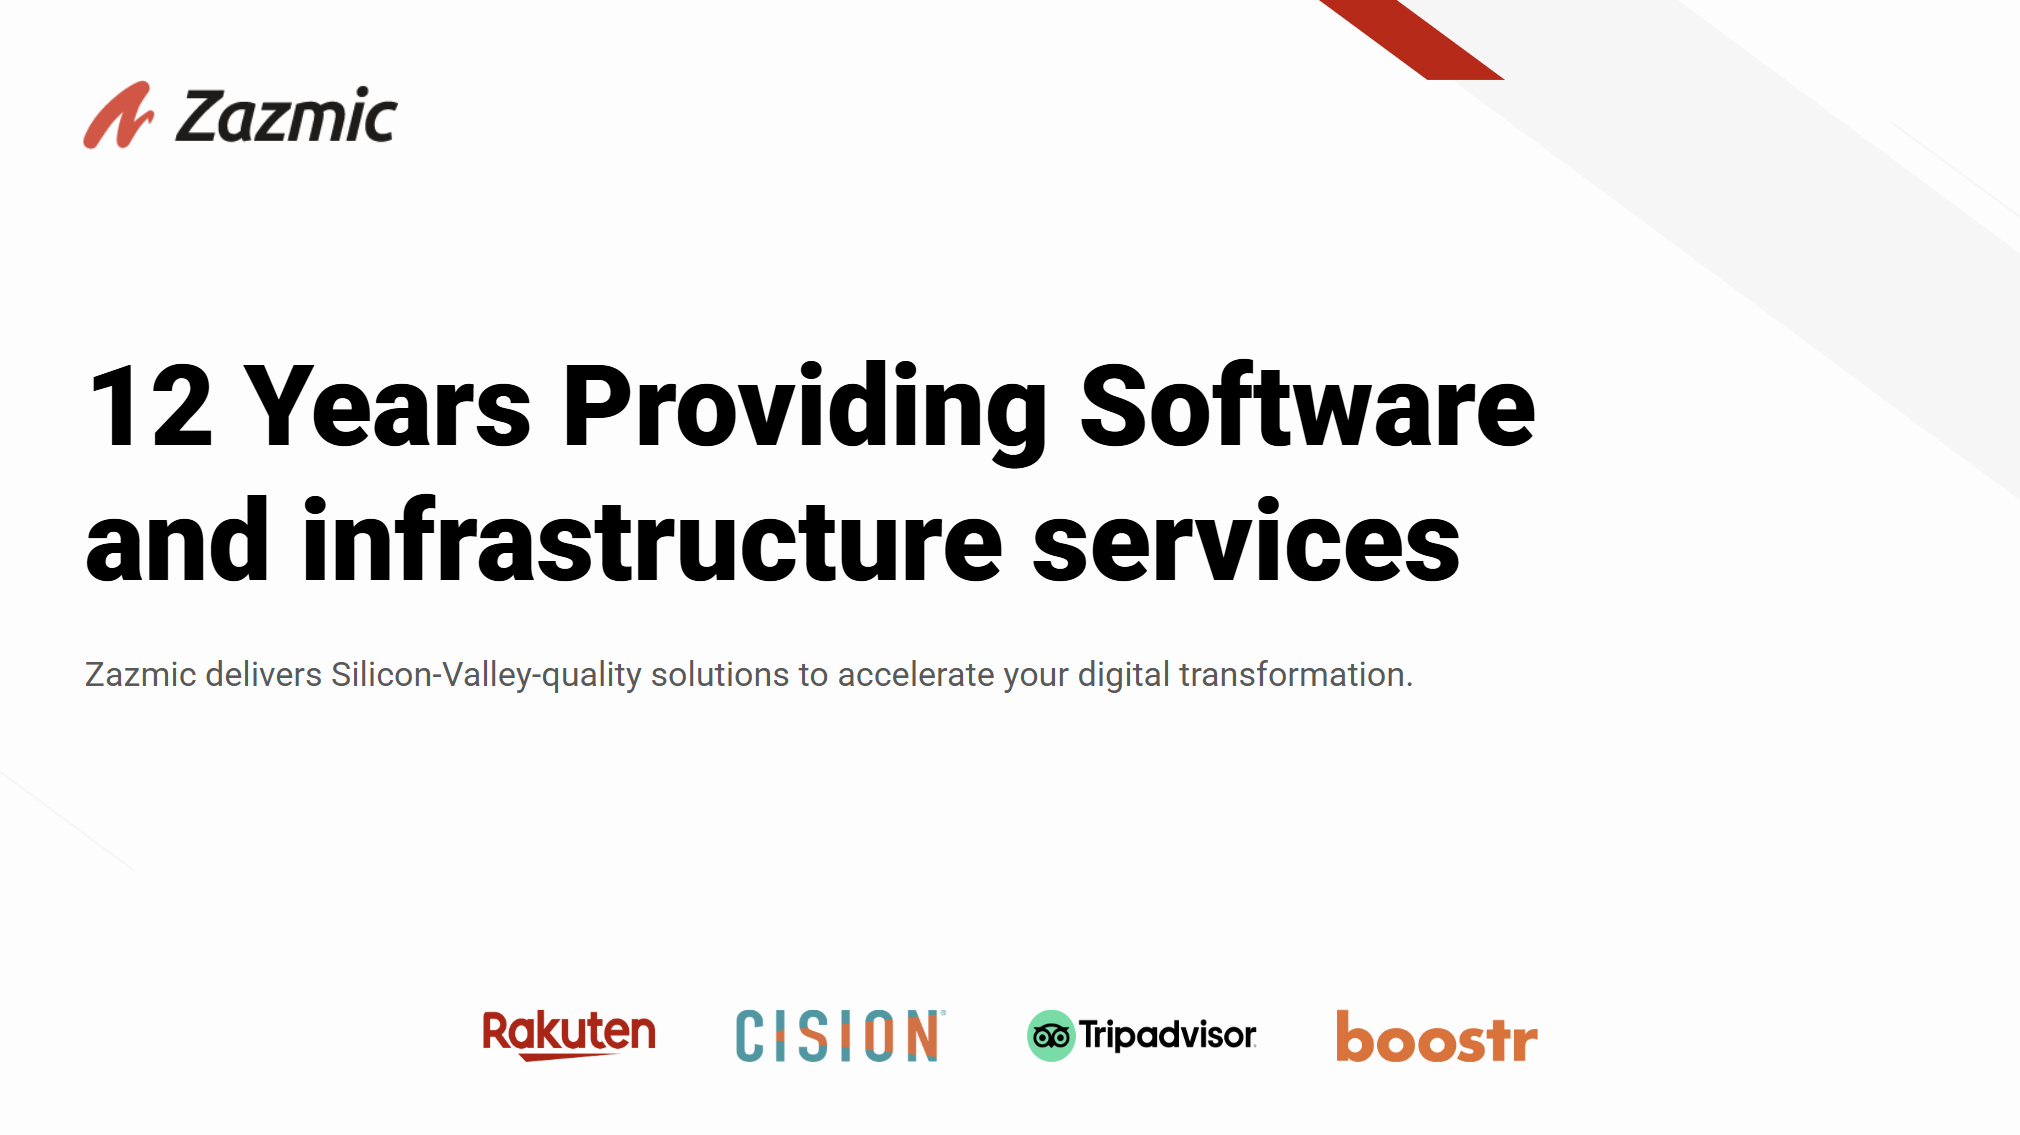 Zazmic
12 Years Providing Software
and infrastructure services
Zazmic delivers Silicon-Valley-quality solutions to accelerate your digital transformation.
Rakuten
CISION®
Tripadvisor
boostr